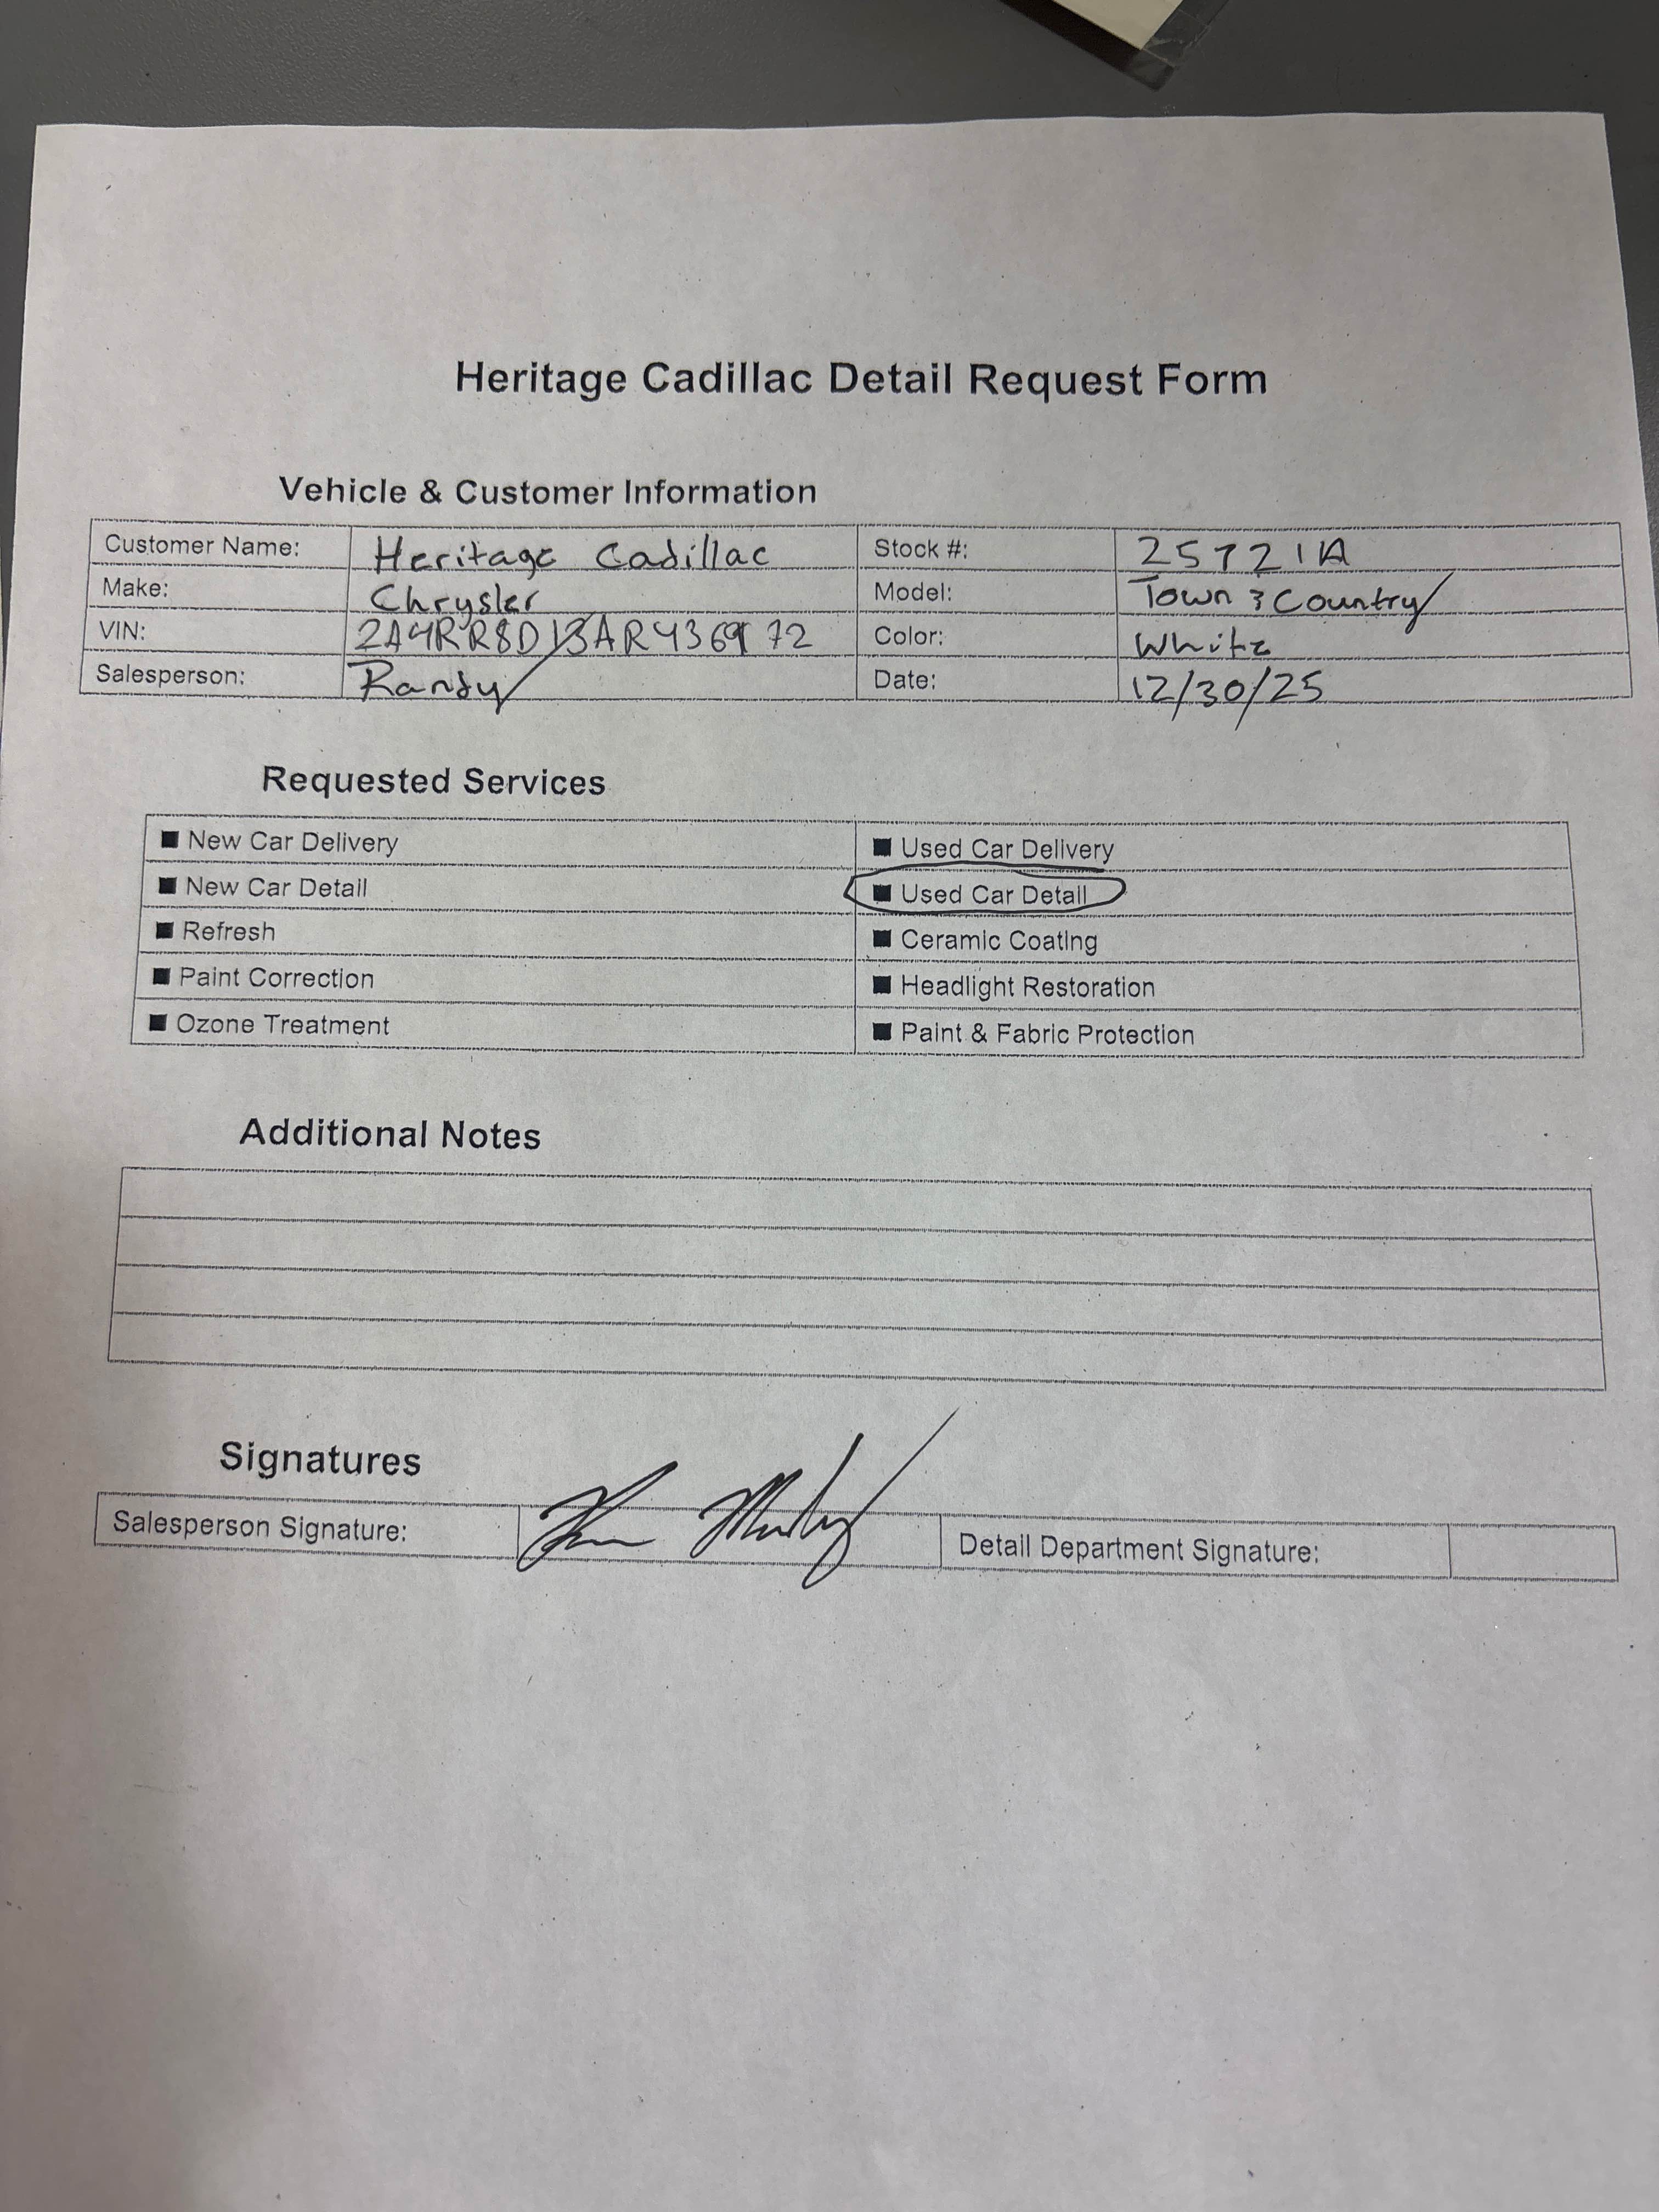 Heritage Cadillac Detail Request Form
Vehicle & Customer Information
Customer Name: Heritage Cadillac Stock #: 25T21A
Make: Chrysler Model: Town & Country
VIN: Color: White
Salesperson: Randy Date: 12/30/25
Requested Services
■ New Car Delivery ■ Used Car Delivery
■ New Car Detail ■ Used Car Detail
■ Refresh ■ Ceramic Coating
■ Paint Correction ■ Headlight Restoration
■ Ozone Treatment ■ Paint & Fabric Protection
Additional Notes
Signatures
Salesperson Signature: Detail Department Signature: